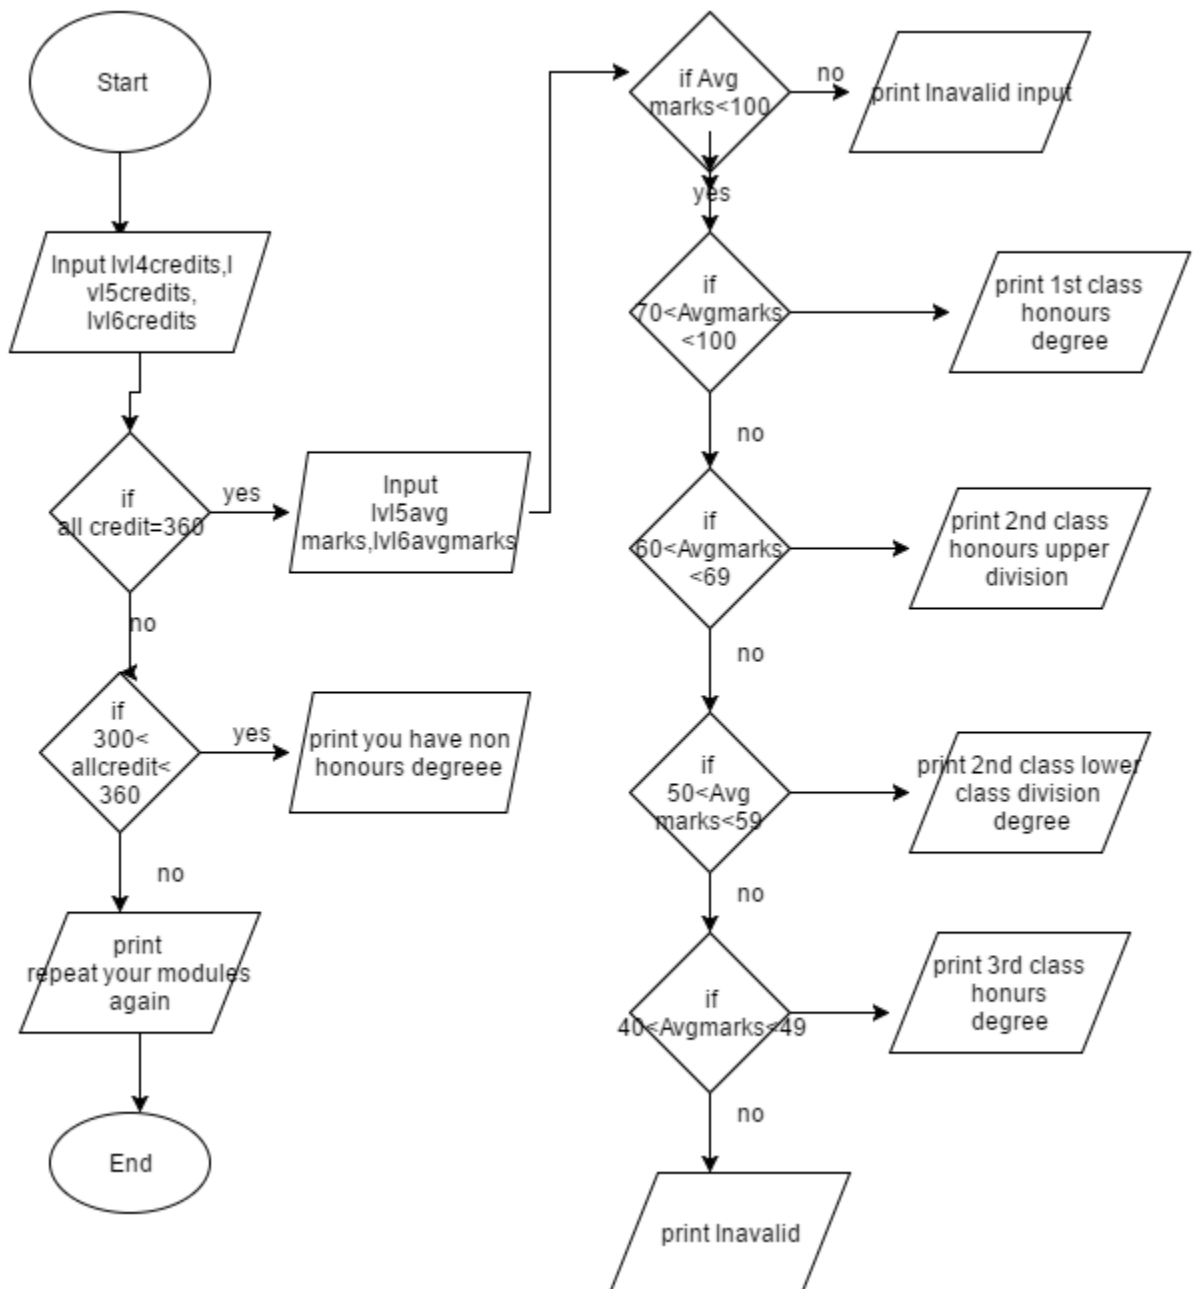 Start
Input lvl4credits,l
vl5credits,
lvl6credits
if
all credit=360
yes
Input
lvl5avg
marks,lvl6avgmarks
no
if
300<
allcredit<
360
yes
print you have non
honours degreee
no
print
repeat your modules
again
End
if Avg
marks<100
no
print Inavalid input
yes
if
70<Avgmarks
<100
print 1st class
honours
degree
no
if
60<Avgmarks
<69
print 2nd class
honours upper
division
no
if
50<Avg
marks<59
print 2nd class lower
class division
degree
no
if
40<Avgmarks<49
print 3rd class
honurs
degree
no
print Inavalid